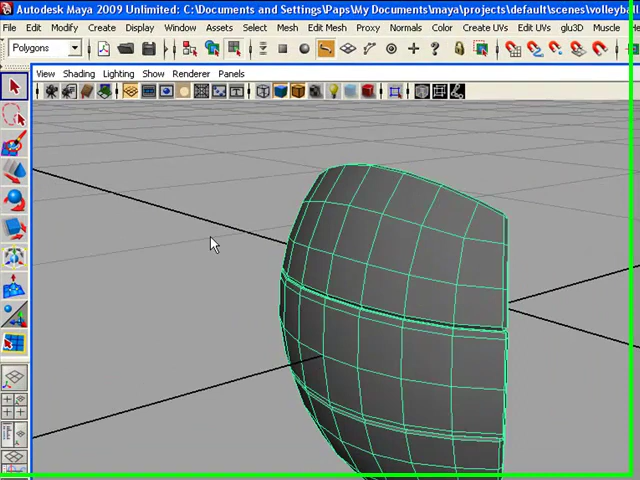 Autodesk Maya 2009 Unlimited: C:\Documents and Settings\Paps\My Documents\maya\projects\default\scenes\volleyball.
File Edit Modify Create Display Window Assets Select Mesh Edit Mesh Proxy Normals Color Create UVs Edit UVs glu3D Muscle
Polygons
View Shading Lighting Show Renderer Panels